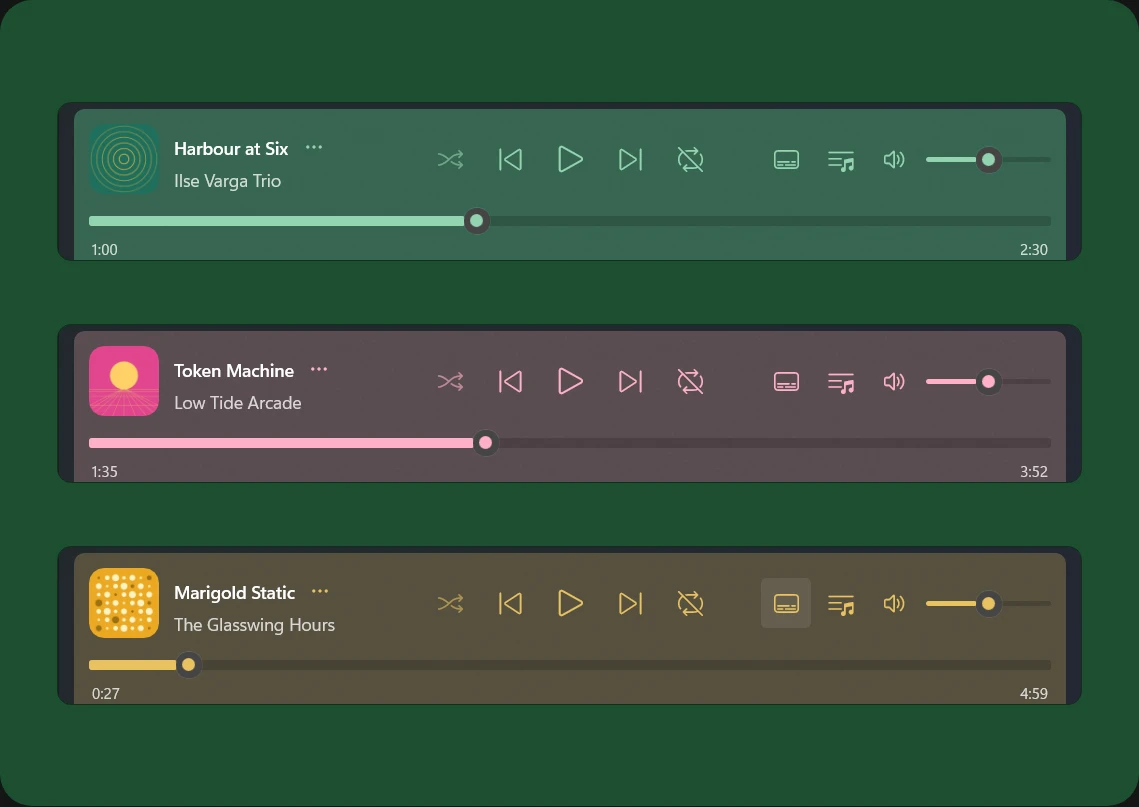 Harbour at Six
Ilse Varga Trio
1:00
2:30
Token Machine
Low Tide Arcade
1:35
3:52
Marigold Static
The Glasswing Hours
0:27
4:59